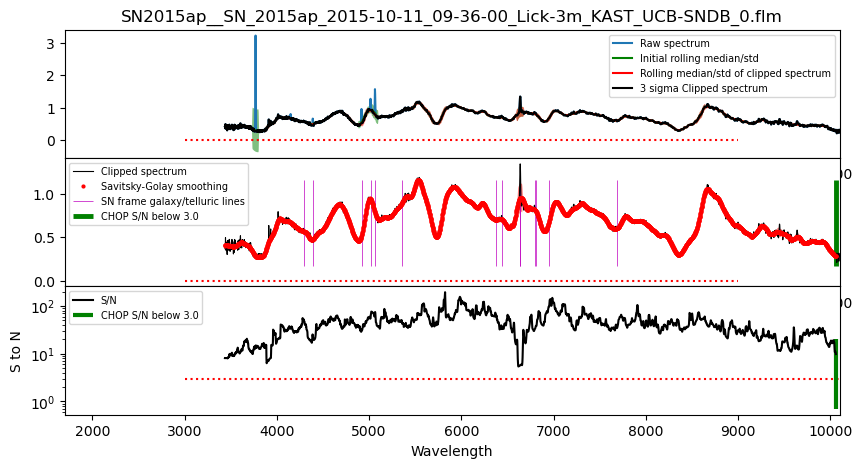 SN2015ap__SN_2015ap_2015-10-11_09-36-00_Lick-3m_KAST_UCB-SNDB_0.flm
3
2
1
0
Raw spectrum
Initial rolling median/std
Rolling median/std of clipped spectrum
3 sigma Clipped spectrum
1.0
0.5
0.0
Clipped spectrum
Savitsky-Golay smoothing
SN frame galaxy/telluric lines
CHOP S/N below 3.0
S to N
10²
10¹
10⁰
S/N
CHOP S/N below 3.0
2000 3000 4000 5000 6000 7000 8000 9000 10000
Wavelength